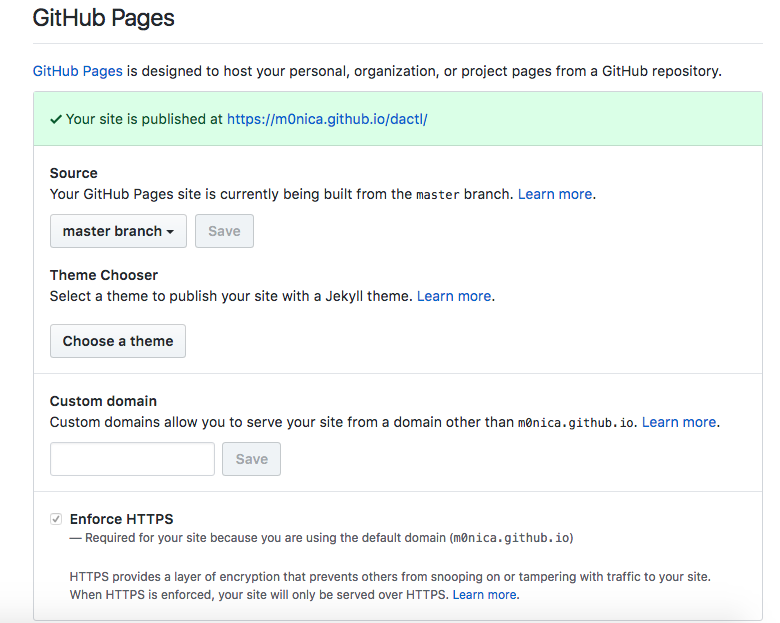 GitHub Pages
GitHub Pages is designed to host your personal, organization, or project pages from a GitHub repository.
✓ Your site is published at https://m0nica.github.io/dactl/
Source
Your GitHub Pages site is currently being built from the master branch. Learn more.
master branch Save
Theme Chooser
Select a theme to publish your site with a Jekyll theme. Learn more.
Choose a theme
Custom domain
Custom domains allow you to serve your site from a domain other than m0nica.github.io. Learn more.
Save
Enforce HTTPS
— Required for your site because you are using the default domain (m0nica.github.io)
HTTPS provides a layer of encryption that prevents others from snooping on or tampering with traffic to your site.
When HTTPS is enforced, your site will only be served over HTTPS. Learn more.